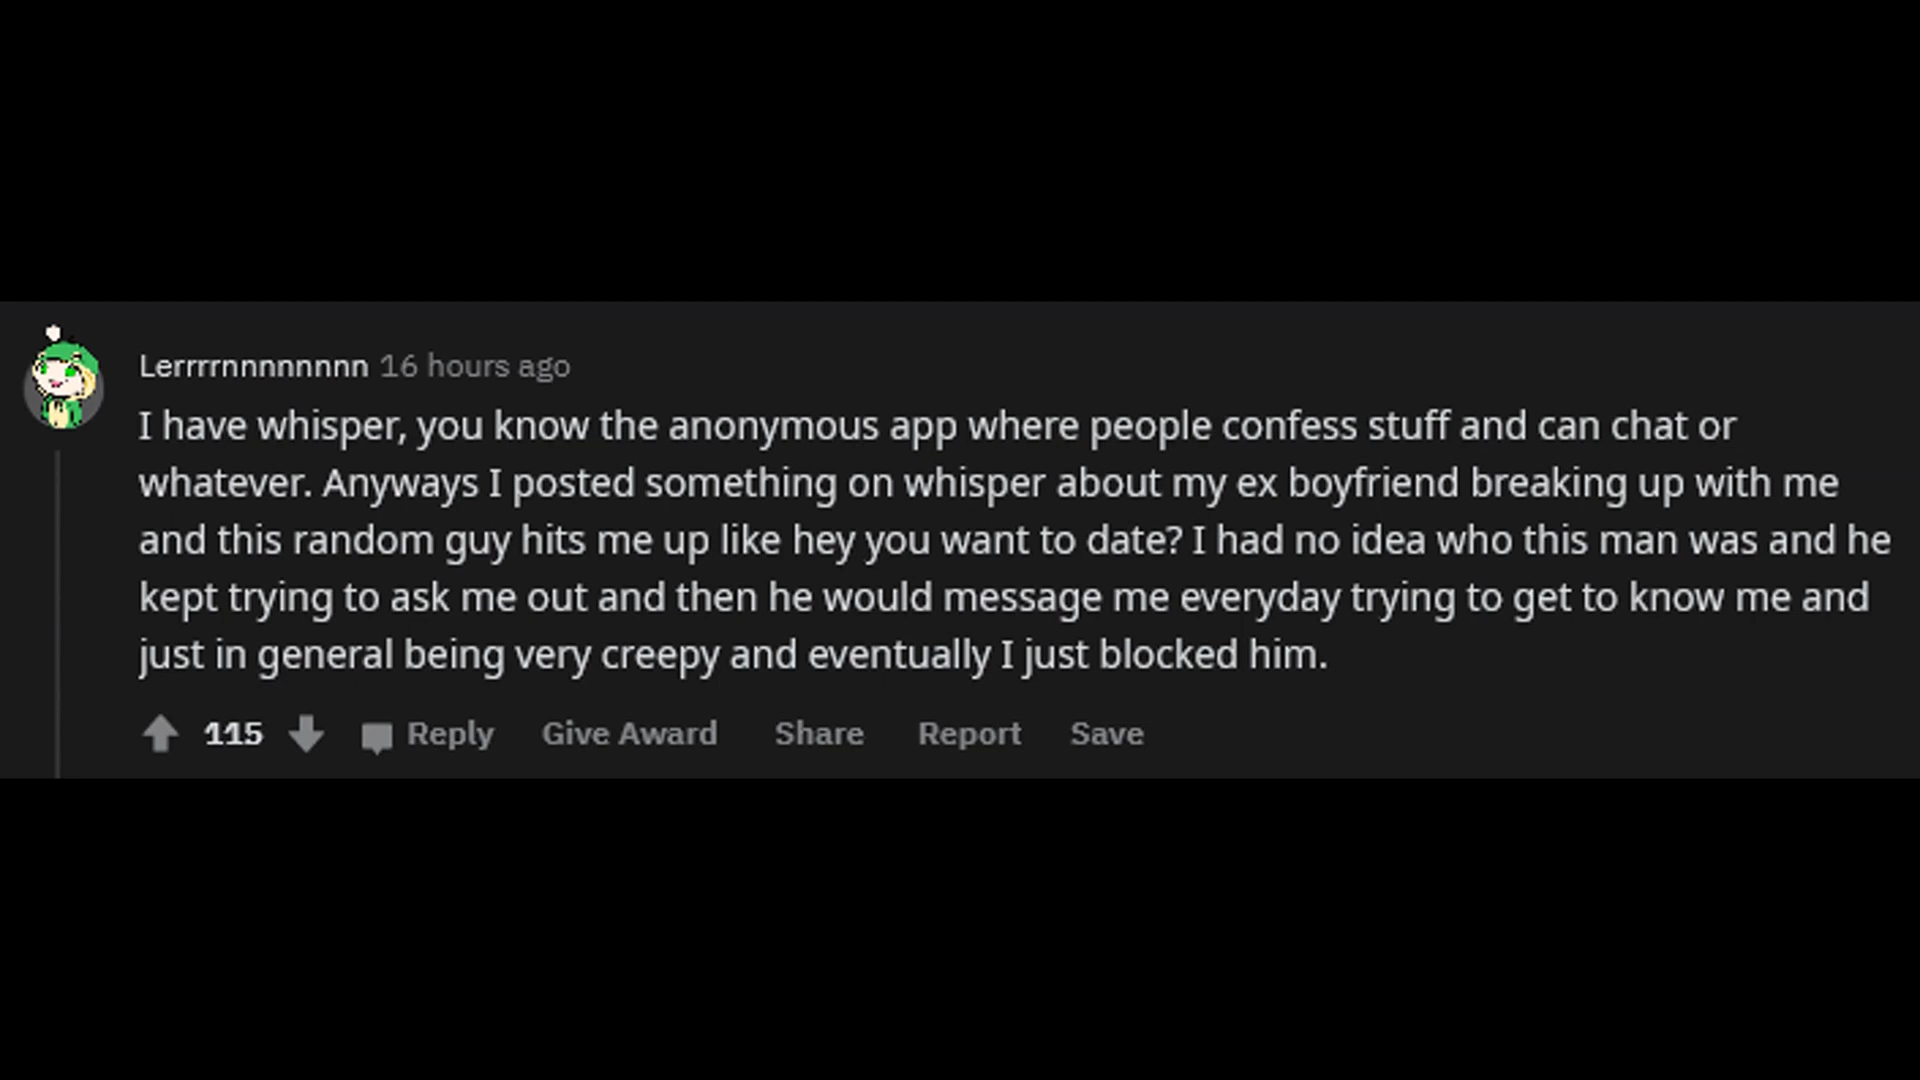 Lerrrrnnnnnnnn 16 hours ago
I have whisper, you know the anonymous app where people confess stuff and can chat or
whatever. Anyways I posted something on whisper about my ex boyfriend breaking up with me
and this random guy hits me up like hey you want to date? I had no idea who this man was and he
kept trying to ask me out and then he would message me everyday trying to get to know me and
just in general being very creepy and eventually I just blocked him.
115 Reply Give Award Share Report Save